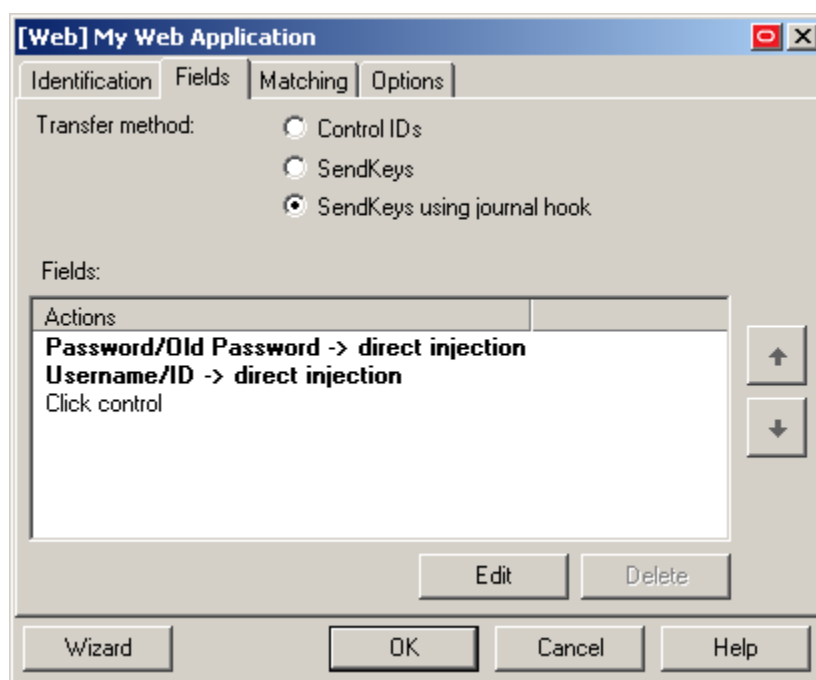 [Web] My Web Application
Identification Fields Matching Options
Transfer method:
Control IDs
SendKeys
SendKeys using journal hook
Fields:
Actions
Password/Old Password -> direct injection
Username/ID -> direct injection
Click control
Edit Delete
Wizard OK Cancel Help